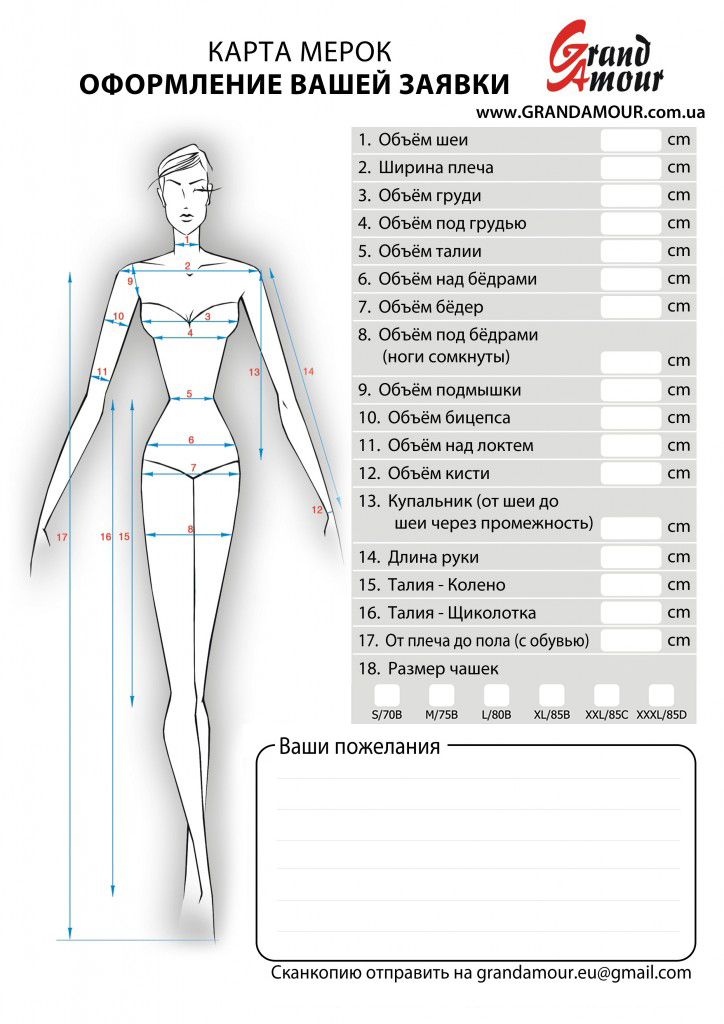 КАРТА МЕРОК
ОФОРМЛЕНИЕ ВАШЕЙ ЗАЯВКИ
Grand
Amour
www.GRANDAMOUR.com.ua
1. Объём шеи cm
2. Ширина плеча cm
3. Объём груди cm
4. Объём под грудью cm
5. Объём талии cm
6. Объём над бёдрами cm
7. Объём бёдер cm
8. Объём под бёдрами
(ноги сомкнуты) cm
9. Объём подмышки cm
10. Объём бицепса cm
11. Объём над локтем cm
12. Объём кисти cm
13. Купальник (от шеи до
шеи через промежность) cm
14. Длина руки cm
15. Талия - Колено cm
16. Талия - Щиколотка cm
17. От плеча до пола (с обувью) cm
18. Размер чашек
S/70B M/75B L/80B XL/85B XXL/85C XXXL/85D
1
2
9
10
3
4
11
13
14
5
6
7
12
17
16
15
8
Ваши пожелания
Сканкопию отправить на grandamour.eu@gmail.com